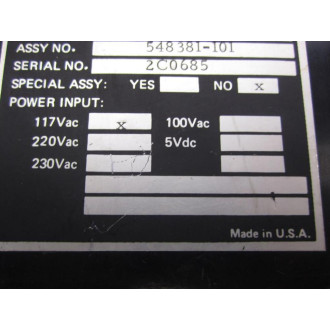 ASSY NO. 548381-101
SERIAL NO. 2C0685
SPECIAL ASSY: YES NO X
POWER INPUT:
117Vac X 100Vac
220Vac 5Vdc
230Vac
Made in U.S.A.